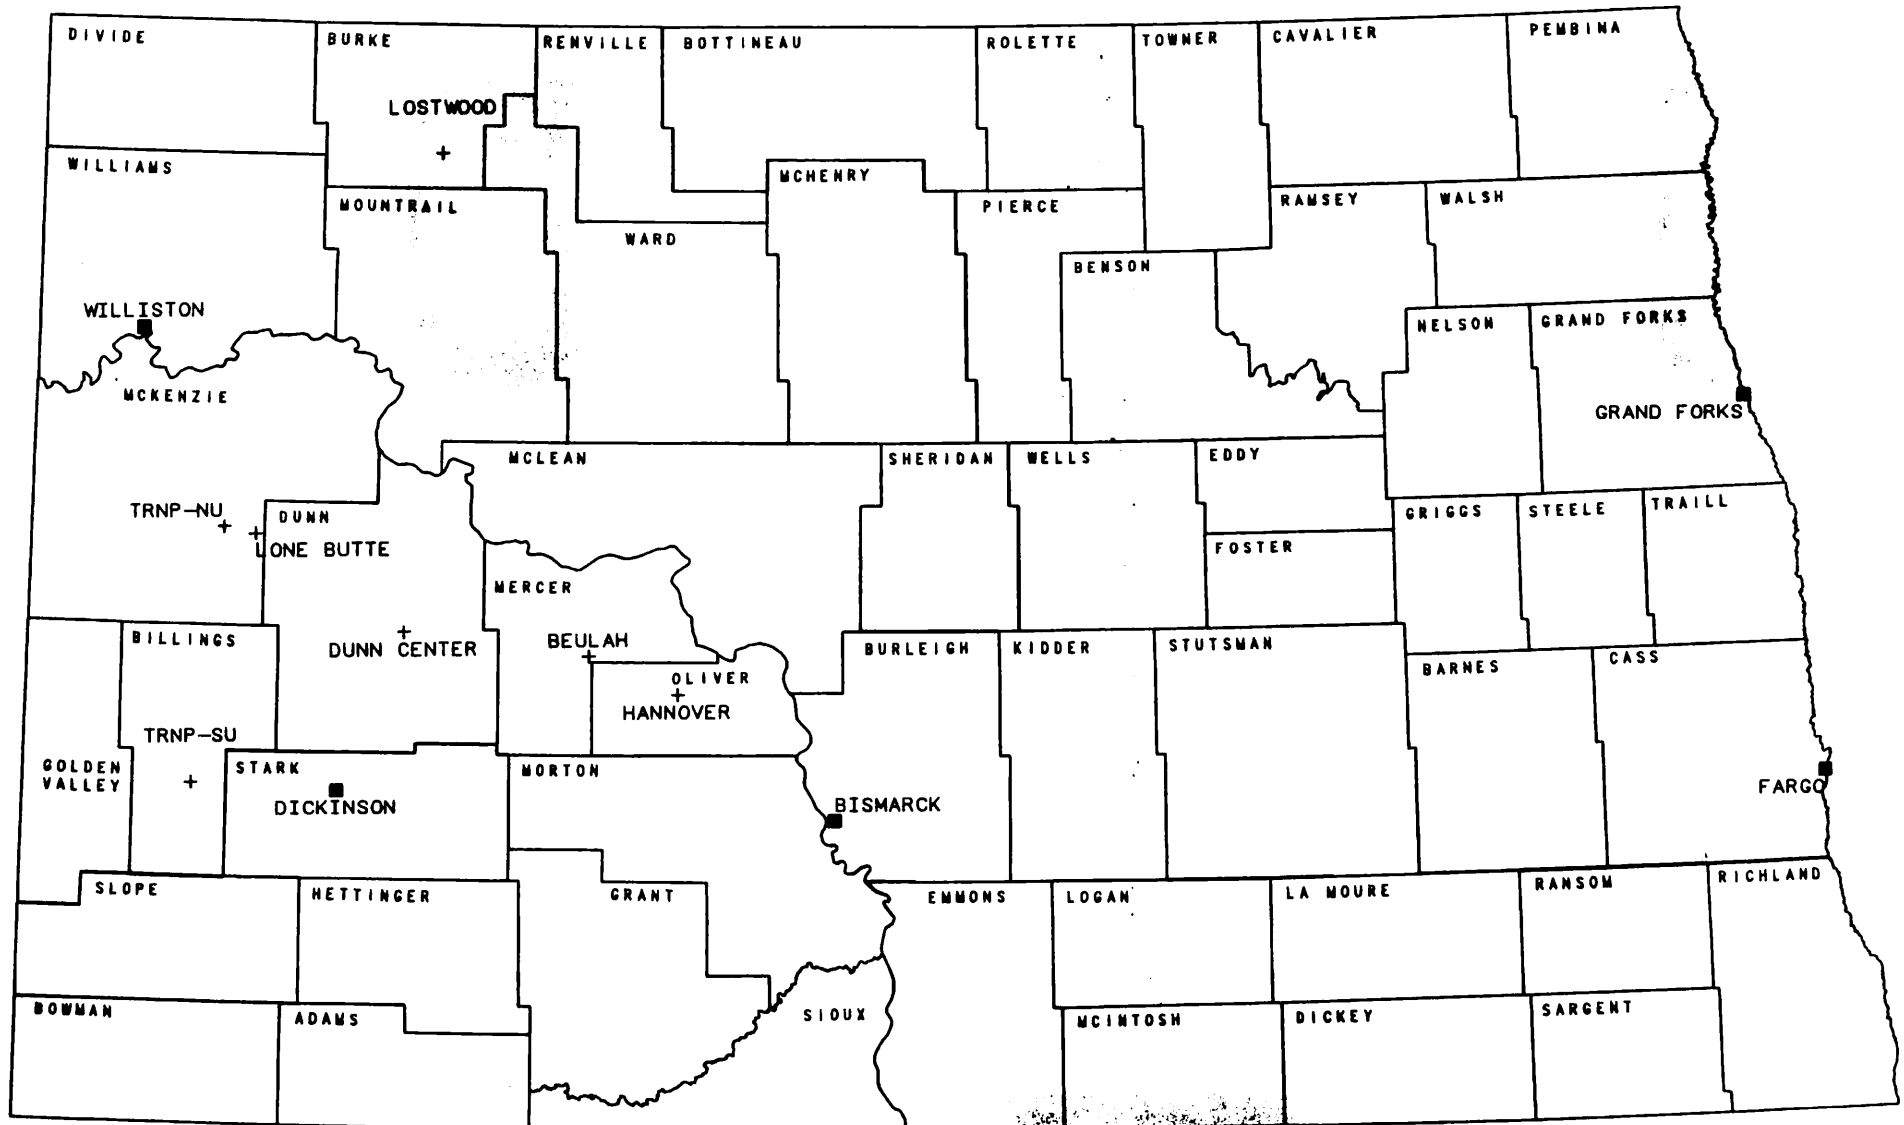 DIVIDE
BURKE
RENVILLE
BOTTINEAU
ROLETTE
TOWNER
CAVALIER
PEMBINA
LOSTWOOD
WILLIAMS
MCHENRY
MOUNTRAIL
PIERCE
RAMSEY
WALSH
WARD
BENSON
WILLISTON
NELSON
GRAND FORKS
MCKENZIE
GRAND FORKS
MCLEAN
SHERIDAN
WELLS
EDDY
TRNP-NU
DUNN
GRIGGS
STEELE
TRAILL
LONE BUTTE
FOSTER
MERCER
BILLINGS
DUNN CENTER
BEULAH
BURLEIGH
KIDDER
STUTSMAN
BARNES
CASS
OLIVER
HANNOVER
TRNP-SU
GOLDEN
VALLEY
STARK
MORTON
DICKINSON
BISMARCK
FARGO
SLOPE
HETTINGER
GRANT
EMMONS
LOGAN
LA MOURE
RANSOM
RICHLAND
BOWMAN
ADAMS
SIOUX
MCINTOSH
DICKEY
SARGENT